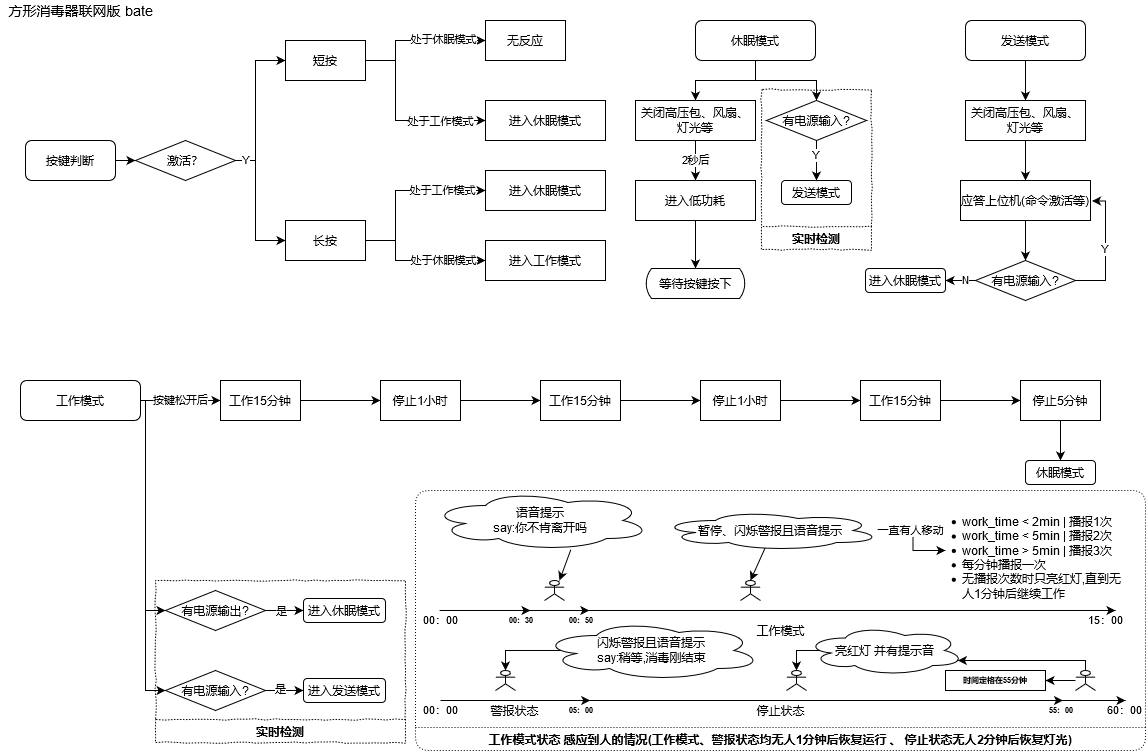 方形消毒器联网版 bate
按键判断
激活?
Y
短按
处于休眠模式
无反应
处于工作模式
进入休眠模式
长按
处于工作模式
进入休眠模式
处于休眠模式
进入工作模式
休眠模式
关闭高压包、风扇、
灯光等
2秒后
进入低功耗
等待按键按下
有电源输入?
Y
发送模式
实时检测
发送模式
关闭高压包、风扇、
灯光等
应答上位机(命令激活等)
Y
有电源输入?
N
进入休眠模式
工作模式
按键松开后
工作15分钟
停止1小时
工作15分钟
停止1小时
工作15分钟
停止5分钟
休眠模式
有电源输出?
是
进入休眠模式
有电源输入?
是
进入发送模式
实时检测
语音提示
say:你不肯离开吗
暂停、闪烁警报且语音提示
一直有人移动
work_time < 2min | 播报1次
work_time < 5min | 播报2次
work_time > 5min | 播报3次
每分钟播报一次
无播报次数时只亮红灯,直到无
人1分钟后继续工作
00: 00
00: 30
00: 50
15: 00
工作模式
闪烁警报且语音提示
say:稍等,消毒刚结束
亮红灯 并有提示音
时间定格在55分钟
00: 00
警报状态
05: 00
停止状态
55: 00
60: 00
工作模式状态 感应到人的情况(工作模式、警报状态均无人1分钟后恢复运行 、 停止状态无人2分钟后恢复灯光)